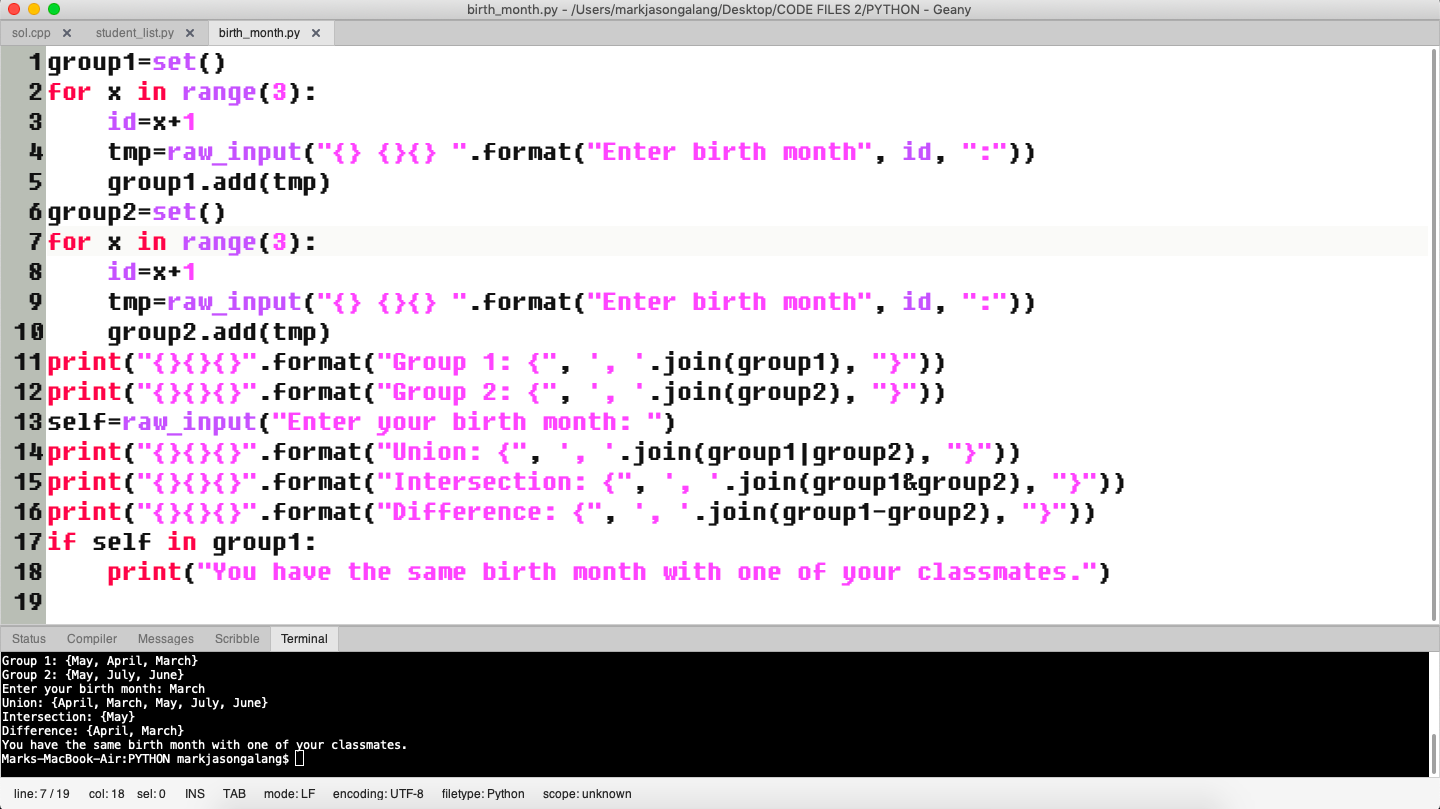 birth_month.py - /Users/markjasongalang/Desktop/CODE FILES 2/PYTHON - Geany
sol.cpp × student_list.py × birth_month.py ×
1 group1=set()
2 for x in range(3):
3     id=x+1
4     tmp=raw_input("{} {}{} ".format("Enter birth month", id, ":"))
5     group1.add(tmp)
6 group2=set()
7 for x in range(3):
8     id=x+1
9     tmp=raw_input("{} {}{} ".format("Enter birth month", id, ":"))
10     group2.add(tmp)
11 print("{}{}{}".format("Group 1: {", ', '.join(group1), "}"))
12 print("{}{}{}".format("Group 2: {", ', '.join(group2), "}"))
13 self=raw_input("Enter your birth month: ")
14 print("{}{}{}".format("Union: {", ', '.join(group1|group2), "}"))
15 print("{}{}{}".format("Intersection: {", ', '.join(group1&group2), "}"))
16 print("{}{}{}".format("Difference: {", ', '.join(group1-group2), "}"))
17 if self in group1:
18     print("You have the same birth month with one of your classmates.")
19
Status Compiler Messages Scribble Terminal
Group 1: {May, April, March}
Group 2: {May, July, June}
Enter your birth month: March
Union: {April, March, May, July, June}
Intersection: {May}
Difference: {April, March}
You have the same birth month with one of your classmates.
Marks-MacBook-Air:PYTHON markjasongalang$
line: 7 / 19 col: 18 sel: 0 INS TAB mode: LF encoding: UTF-8 filetype: Python scope: unknown